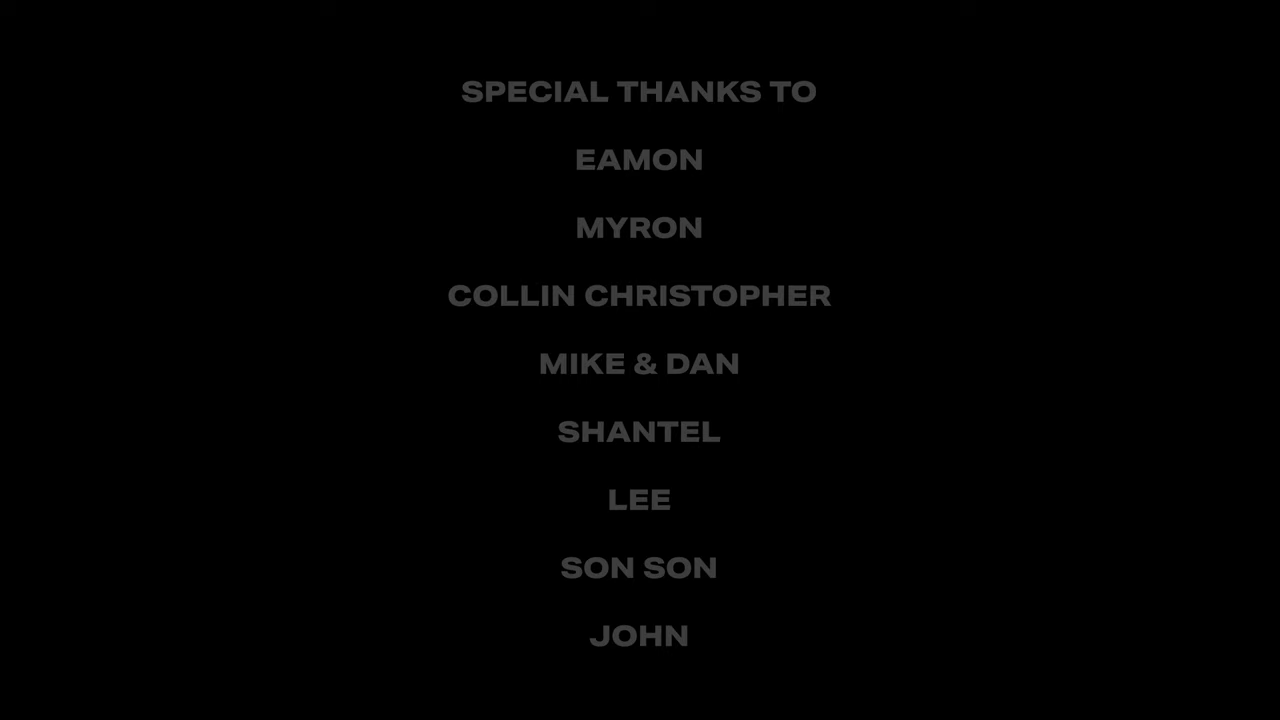 SPECIAL THANKS TO
EAMON
MYRON
COLLIN CHRISTOPHER
MIKE & DAN
SHANTEL
LEE
SON SON
JOHN